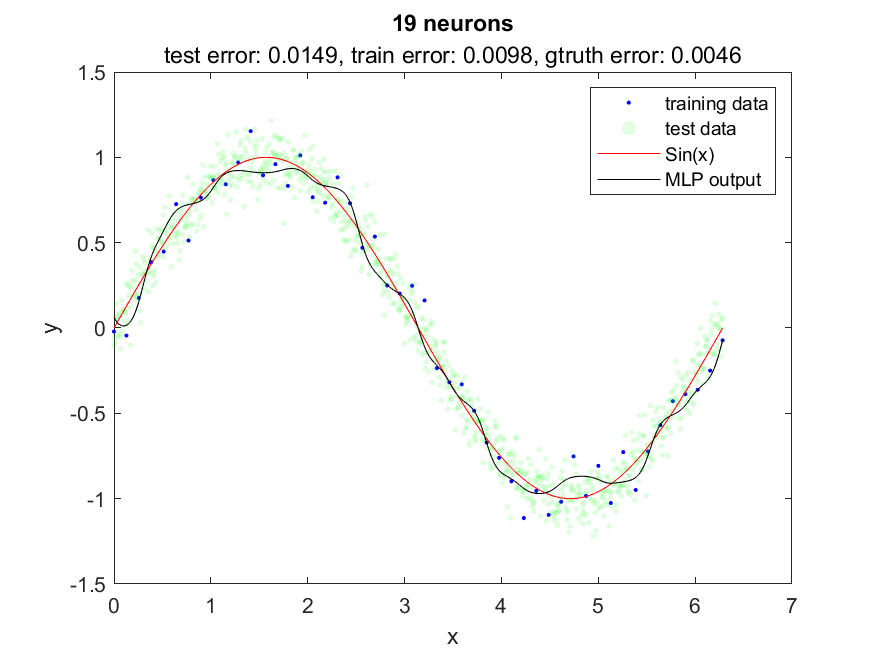 19 neurons
test error: 0.0149, train error: 0.0098, gtruth error: 0.0046
1.5
training data
test data
Sin(x)
MLP output
1
0.5
y
0
-0.5
-1
-1.5
0 1 2 3 4 5 6 7
x